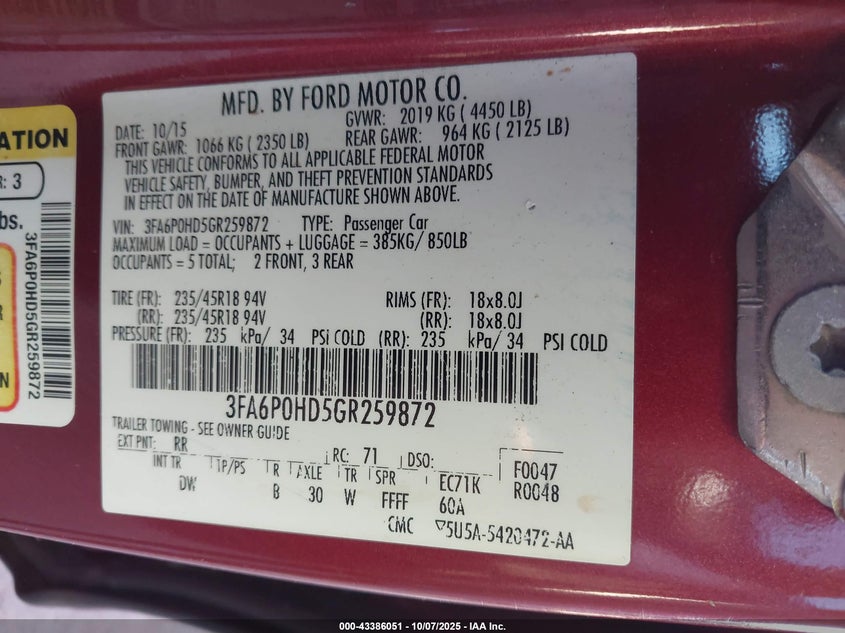 MFD. BY FORD MOTOR CO.
DATE: 10/15
GVWR: 2019 KG ( 4450 LB)
FRONT GAWR: 1066 KG ( 2350 LB)
REAR GAWR: 964 KG ( 2125 LB)
THIS VEHICLE CONFORMS TO ALL APPLICABLE FEDERAL MOTOR
VEHICLE SAFETY, BUMPER, AND THEFT PREVENTION STANDARDS
IN EFFECT ON THE DATE OF MANUFACTURE SHOWN ABOVE.
VIN: 3FA6P0HD5GR259872 TYPE: Passenger Car
MAXIMUM LOAD = OCCUPANTS + LUGGAGE = 385KG/ 850LB
OCCUPANTS = 5 TOTAL; 2 FRONT, 3 REAR
TIRE (FR): 235/45R18 94V RIMS (FR): 18x8.0J
(RR): 235/45R18 94V (RR): 18x8.0J
PRESSURE (FR): 235 kPa/ 34 PSI COLD (RR): 235 kPa/ 34 PSI COLD
3FA6P0HD5GR259872
TRAILER TOWING - SEE OWNER GUIDE
EXT PNT: RR RC: 71 DSO: F0047
INT TR TP/PS R AXLE TR SPR EC71K R0048
DW B 30 W FFFF 60A
CMC 5U5A-5420472-AA
ATION
R: 3
bs.
3FA6P0HD5GR259872
R
N
000-43386051 - 10/07/2025 - IAA Inc.